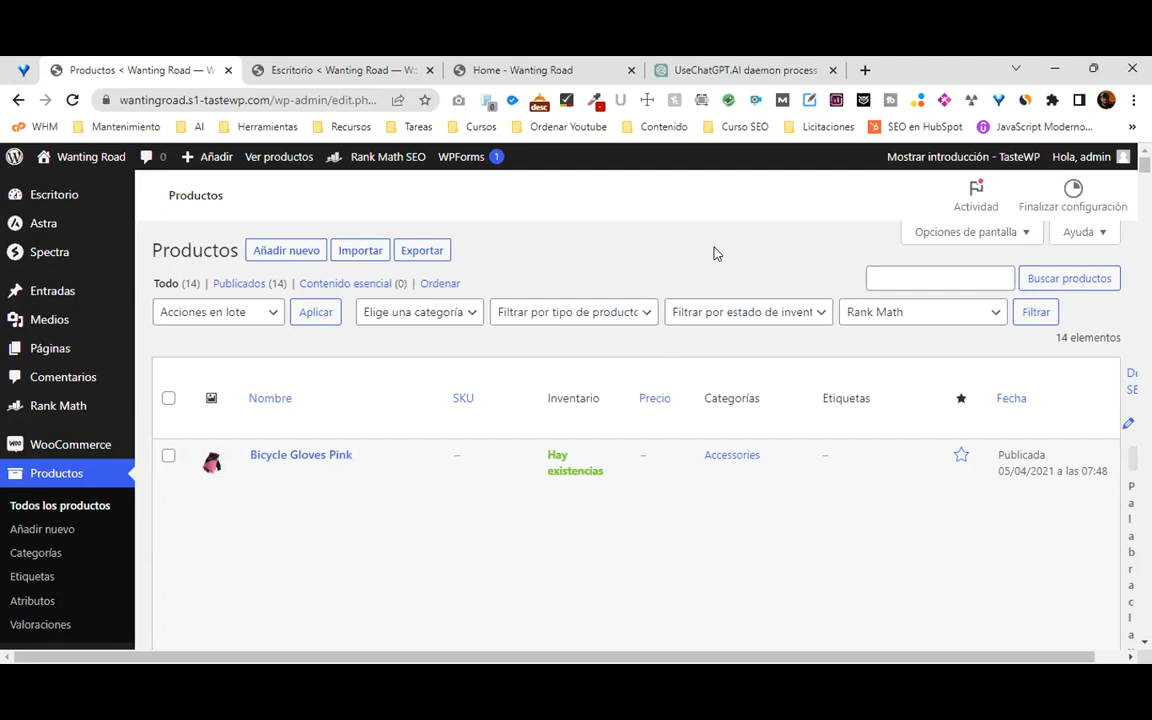 Productos < Wanting Road — W
Escritorio < Wanting Road — Wo
Home - Wanting Road
UseChatGPT.AI daemon process
wantingroad.s1-tastewp.com/wp-admin/edit.ph...
WHM
Mantenimiento
AI
Herramientas
Recursos
Tareas
Cursos
Ordenar Youtube
Contenido
Curso SEO
Licitaciones
SEO en HubSpot
JavaScript Moderno...
Wanting Road
0
Añadir
Ver productos
Rank Math SEO
WPForms 1
Mostrar introducción - TasteWP
Hola, admin
Escritorio
Astra
Spectra
Entradas
Medios
Páginas
Comentarios
Rank Math
WooCommerce
Productos
Todos los productos
Añadir nuevo
Categorías
Etiquetas
Atributos
Valoraciones
Productos
Actividad
Finalizar configuración
Opciones de pantalla
Ayuda
Productos
Añadir nuevo
Importar
Exportar
Todo (14) | Publicados (14) | Contenido esencial (0) | Ordenar
Buscar productos
Acciones en lote
Aplicar
Elige una categoría
Filtrar por tipo de producto
Filtrar por estado de invent
Rank Math
Filtrar
14 elementos
Nombre
SKU
Inventario
Precio
Categorías
Etiquetas
Fecha
De
SE
Bicycle Gloves Pink
–
Hay
existencias
–
Accessories
–
Publicada
05/04/2021 a las 07:48
P
a
l
a
b
r
a
c
l
a